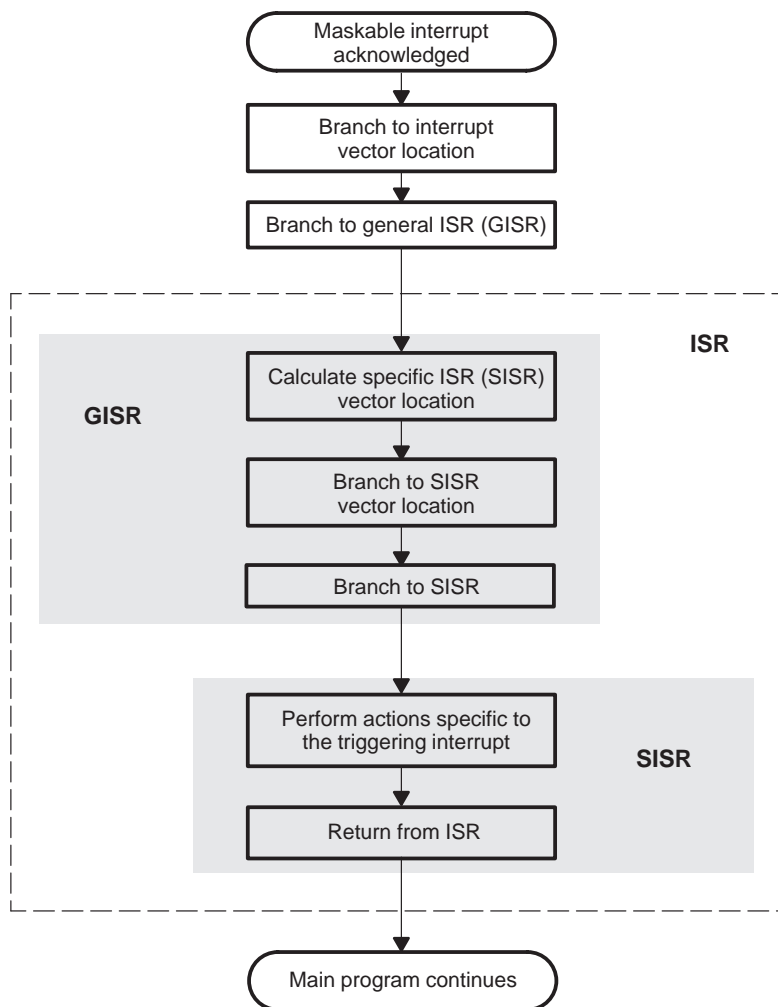 Maskable interrupt
acknowledged
Branch to interrupt
vector location
Branch to general ISR (GISR)
ISR
Calculate specific ISR (SISR)
vector location
GISR
Branch to SISR
vector location
Branch to SISR
Perform actions specific to
the triggering interrupt
SISR
Return from ISR
Main program continues